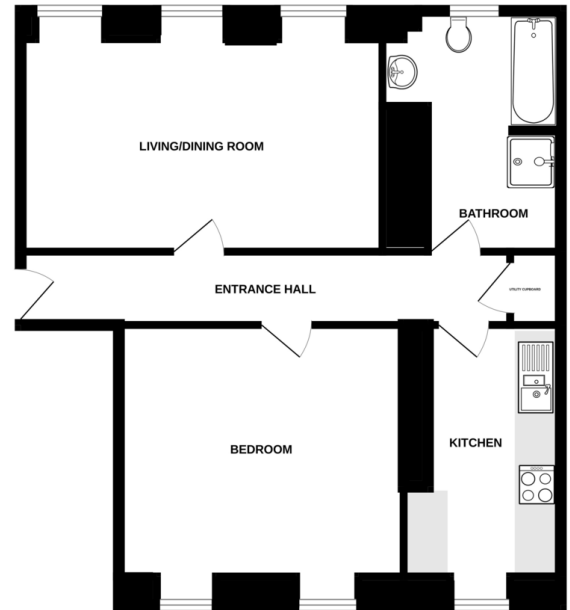 LIVING/DINING ROOM
BATHROOM
ENTRANCE HALL
UTILITY CUPBOARD
BEDROOM
KITCHEN